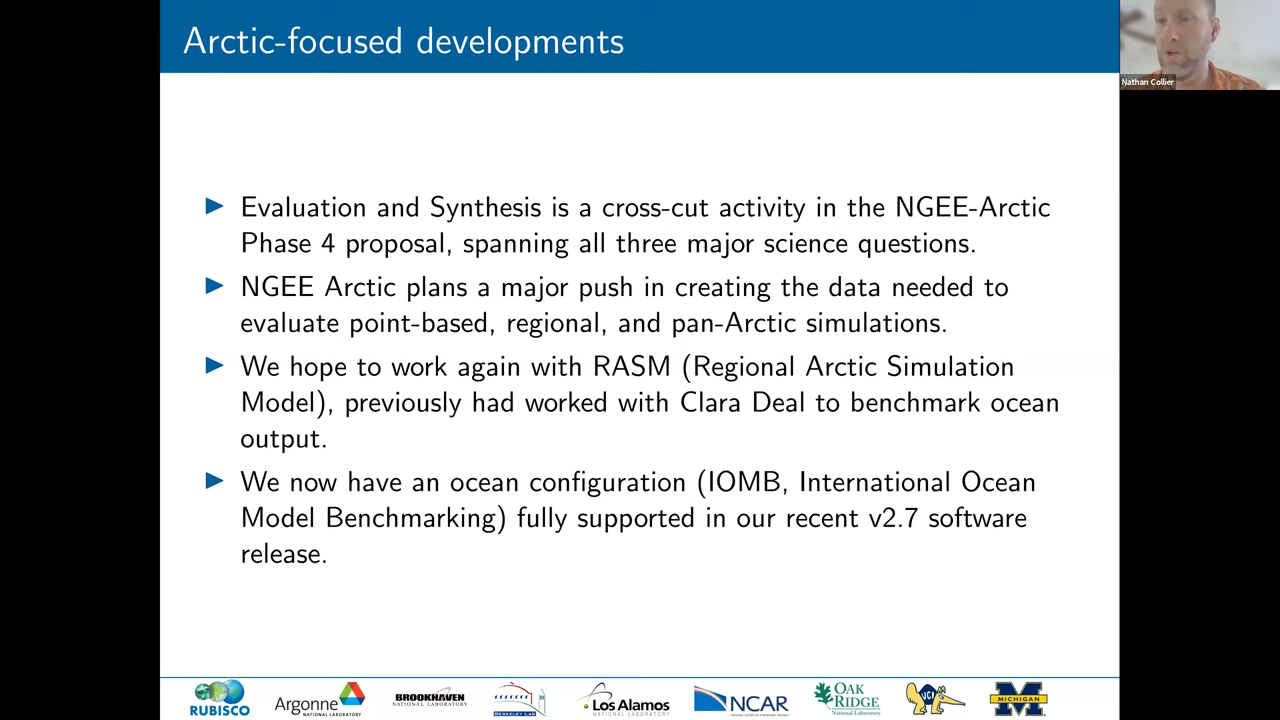 Arctic-focused developments
Nathan Collier
Evaluation and Synthesis is a cross-cut activity in the NGEE-Arctic
Phase 4 proposal, spanning all three major science questions.
NGEE Arctic plans a major push in creating the data needed to
evaluate point-based, regional, and pan-Arctic simulations.
We hope to work again with RASM (Regional Arctic Simulation
Model), previously had worked with Clara Deal to benchmark ocean
output.
We now have an ocean configuration (IOMB, International Ocean
Model Benchmarking) fully supported in our recent v2.7 software
release.
RUBISCO
Argonne
NATIONAL LABORATORY
BROOKHAVEN
NATIONAL LABORATORY
BERKELEY LAB
Los Alamos
NATIONAL LABORATORY
NCAR
OAK
RIDGE
National Laboratory
UCI
MICHIGAN